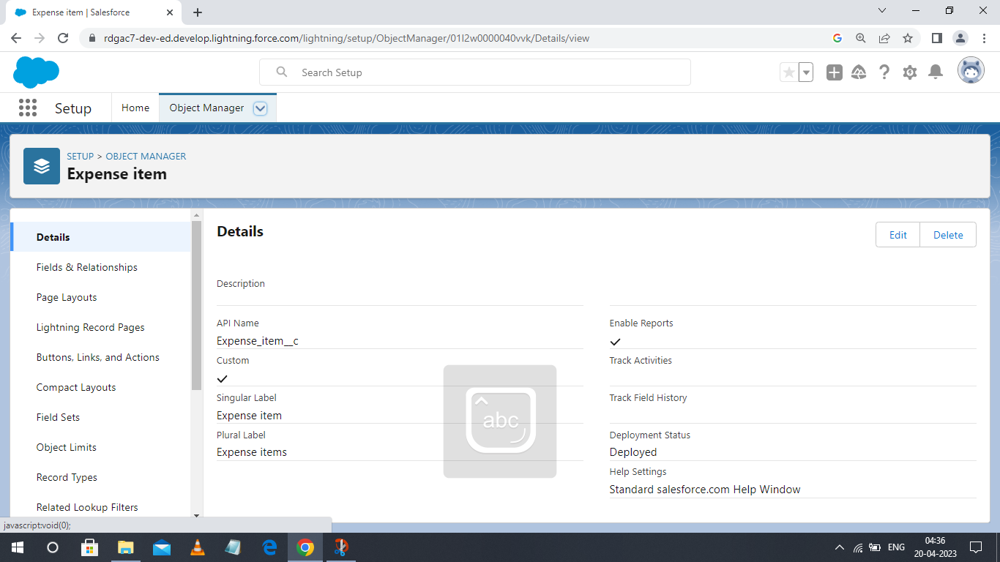 Expense item | Salesforce
rdgac7-dev-ed.develop.lightning.force.com/lightning/setup/ObjectManager/01I2w0000040vvk/Details/view
Search Setup
Setup
Home
Object Manager
SETUP > OBJECT MANAGER
Expense item
Details
Fields & Relationships
Page Layouts
Lightning Record Pages
Buttons, Links, and Actions
Compact Layouts
Field Sets
Object Limits
Record Types
Related Lookup Filters
Details
Edit
Delete
Description
API Name
Expense_item__c
Custom
Singular Label
Expense item
Plural Label
Expense items
Enable Reports
Track Activities
Track Field History
Deployment Status
Deployed
Help Settings
Standard salesforce.com Help Window
abc
javascript:void(0);
ENG
04:36
20-04-2023